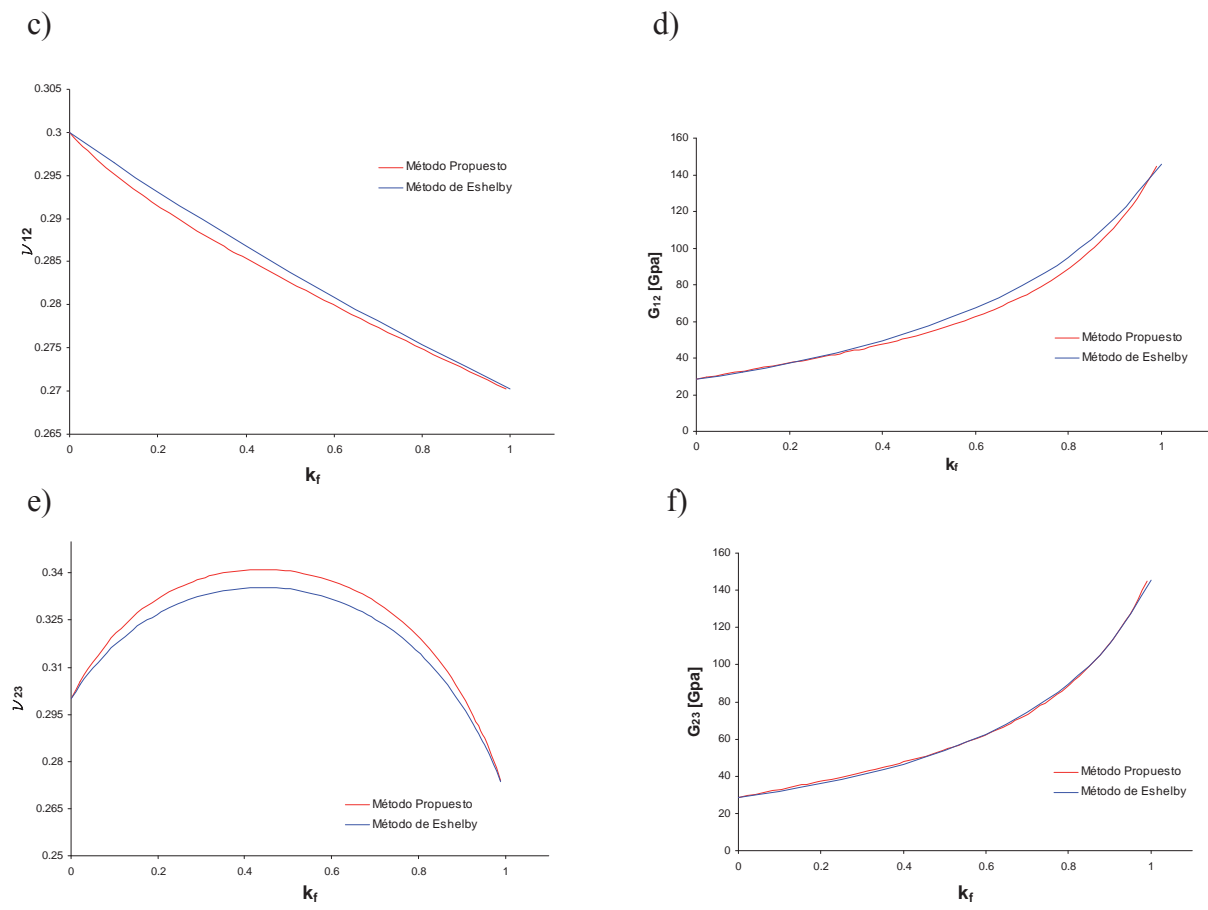 c)
0.305
0.3
0.295
0.29
0.285
0.28
0.275
0.27
0.265
ν12
Método Propuesto
Método de Eshelby
0 0.2 0.4 0.6 0.8 1
kf
d)
160
140
120
100
80
60
40
20
0
G12 [Gpa]
Método Propuesto
Método de Eshelby
0 0.2 0.4 0.6 0.8 1
kf
e)
0.34
0.325
0.31
0.295
0.28
0.265
0.25
ν23
Método Propuesto
Método de Eshelby
0 0.2 0.4 0.6 0.8 1
kf
f)
160
140
120
100
80
60
40
20
0
G23 [Gpa]
Método Propuesto
Método de Eshelby
0 0.2 0.4 0.6 0.8 1
kf